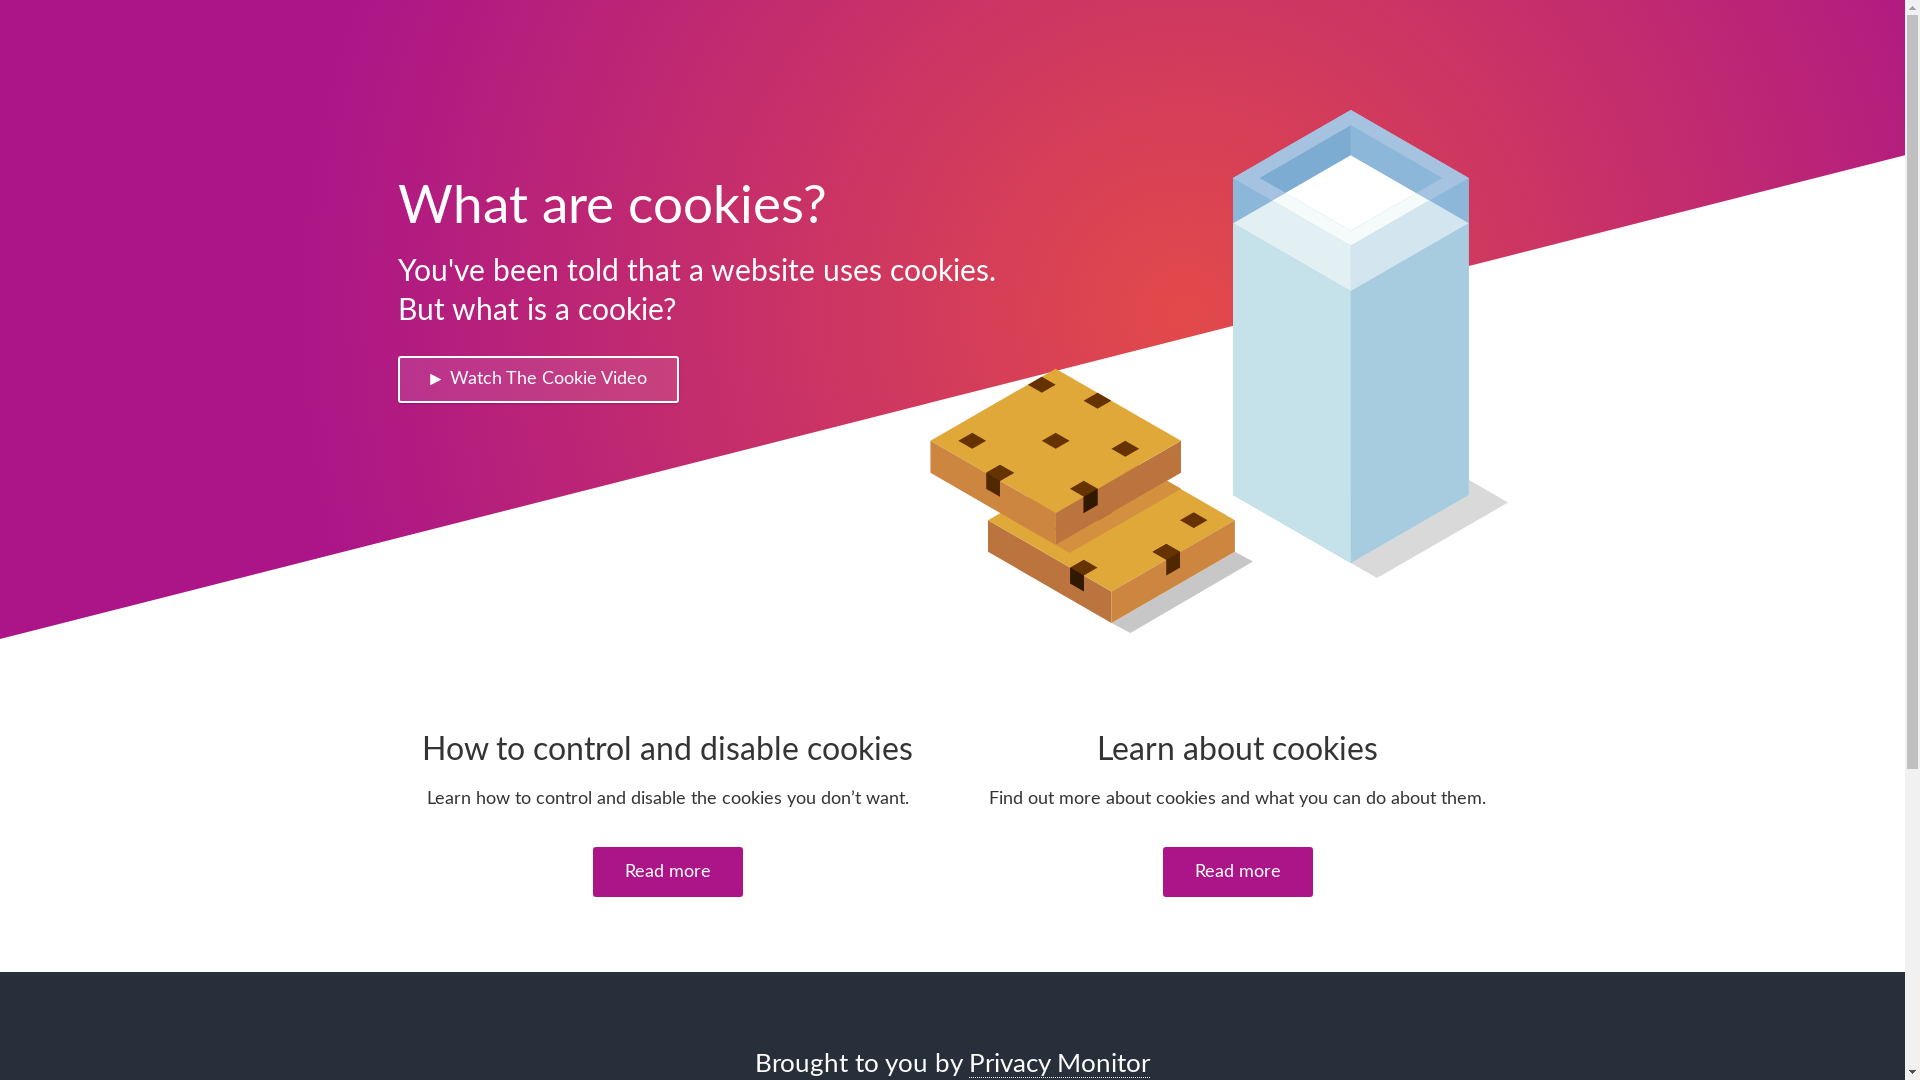 What are cookies?
You've been told that a website uses cookies.
But what is a cookie?
▶ Watch The Cookie Video
How to control and disable cookies
Learn how to control and disable the cookies you don’t want.
Read more
Learn about cookies
Find out more about cookies and what you can do about them.
Read more
Brought to you by Privacy Monitor